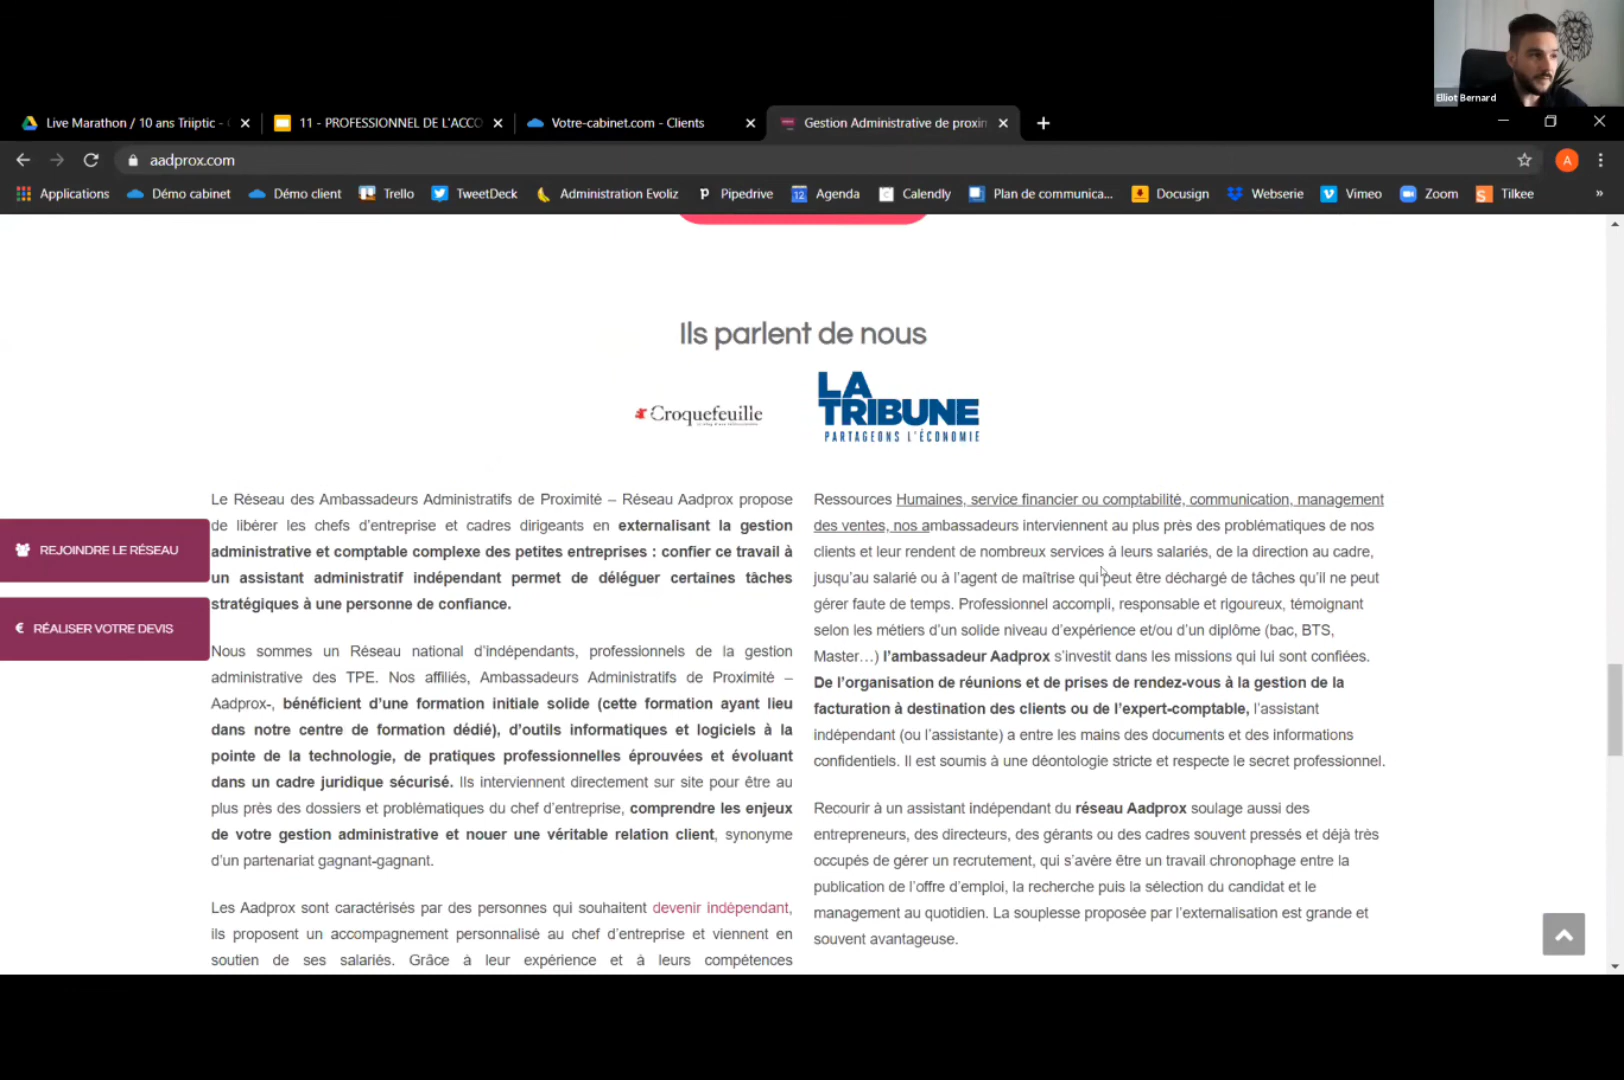 Elliot Bernard
Live Marathon / 10 ans Triiptic -
11 - PROFESSIONNEL DE L'ACCO
Votre-cabinet.com - Clients
Gestion Administrative de proxin
aadprox.com
Applications
Démo cabinet
Démo client
Trello
TweetDeck
Administration Evoliz
Pipedrive
Agenda
Calendly
Plan de communica...
Docusign
Webserie
Vimeo
Zoom
Tilkee
Ils parlent de nous
Croquefeuille
LA
TRIBUNE
PARTAGEONS L'ÉCONOMIE
REJOINDRE LE RÉSEAU
€ RÉALISER VOTRE DEVIS
Le Réseau des Ambassadeurs Administratifs de Proximité – Réseau Aadprox propose
de libérer les chefs d'entreprise et cadres dirigeants en externalisant la gestion
administrative et comptable complexe des petites entreprises : confier ce travail à
un assistant administratif indépendant permet de déléguer certaines tâches
stratégiques à une personne de confiance.
Nous sommes un Réseau national d'indépendants, professionnels de la gestion
administrative des TPE. Nos affiliés, Ambassadeurs Administratifs de Proximité –
Aadprox-, bénéficient d'une formation initiale solide (cette formation ayant lieu
dans notre centre de formation dédié), d'outils informatiques et logiciels à la
pointe de la technologie, de pratiques professionnelles éprouvées et évoluant
dans un cadre juridique sécurisé. Ils interviennent directement sur site pour être au
plus près des dossiers et problématiques du chef d'entreprise, comprendre les enjeux
de votre gestion administrative et nouer une véritable relation client, synonyme
d'un partenariat gagnant-gagnant.
Les Aadprox sont caractérisés par des personnes qui souhaitent devenir indépendant,
ils proposent un accompagnement personnalisé au chef d'entreprise et viennent en
soutien de ses salariés. Grâce à leur expérience et à leurs compétences
Ressources Humaines, service financier ou comptabilité, communication, management
des ventes, nos ambassadeurs interviennent au plus près des problématiques de nos
clients et leur rendent de nombreux services à leurs salariés, de la direction au cadre,
jusqu'au salarié ou à l'agent de maîtrise qui peut être déchargé de tâches qu'il ne peut
gérer faute de temps. Professionnel accompli, responsable et rigoureux, témoignant
selon les métiers d'un solide niveau d'expérience et/ou d'un diplôme (bac, BTS,
Master…) l'ambassadeur Aadprox s'investit dans les missions qui lui sont confiées.
De l'organisation de réunions et de prises de rendez-vous à la gestion de la
facturation à destination des clients ou de l'expert-comptable, l'assistant
indépendant (ou l'assistante) a entre les mains des documents et des informations
confidentiels. Il est soumis à une déontologie stricte et respecte le secret professionnel.
Recourir à un assistant indépendant du réseau Aadprox soulage aussi des
entrepreneurs, des directeurs, des gérants ou des cadres souvent pressés et déjà très
occupés de gérer un recrutement, qui s'avère être un travail chronophage entre la
publication de l'offre d'emploi, la recherche puis la sélection du candidat et le
management au quotidien. La souplesse proposée par l'externalisation est grande et
souvent avantageuse.